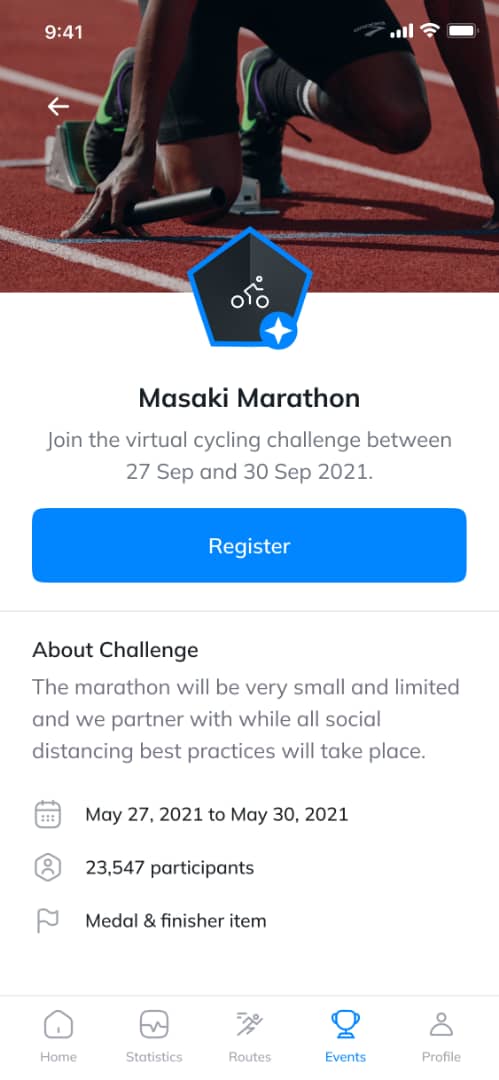 9:41
Masaki Marathon
Join the virtual cycling challenge between
27 Sep and 30 Sep 2021.
Register
About Challenge
The marathon will be very small and limited
and we partner with while all social
distancing best practices will take place.
May 27, 2021 to May 30, 2021
23,547 participants
Medal & finisher item
Home
Statistics
Routes
Events
Profile